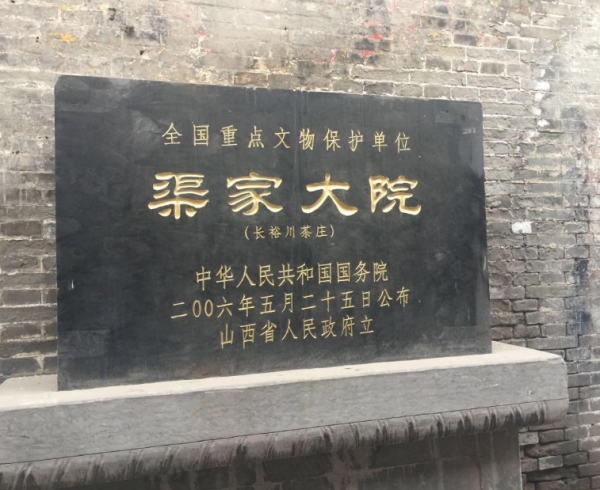 全国重点文物保护单位
渠家大院
(长裕川茶庄)
中华人民共和国国务院
二〇〇六年五月二十五日公布
山西省人民政府立